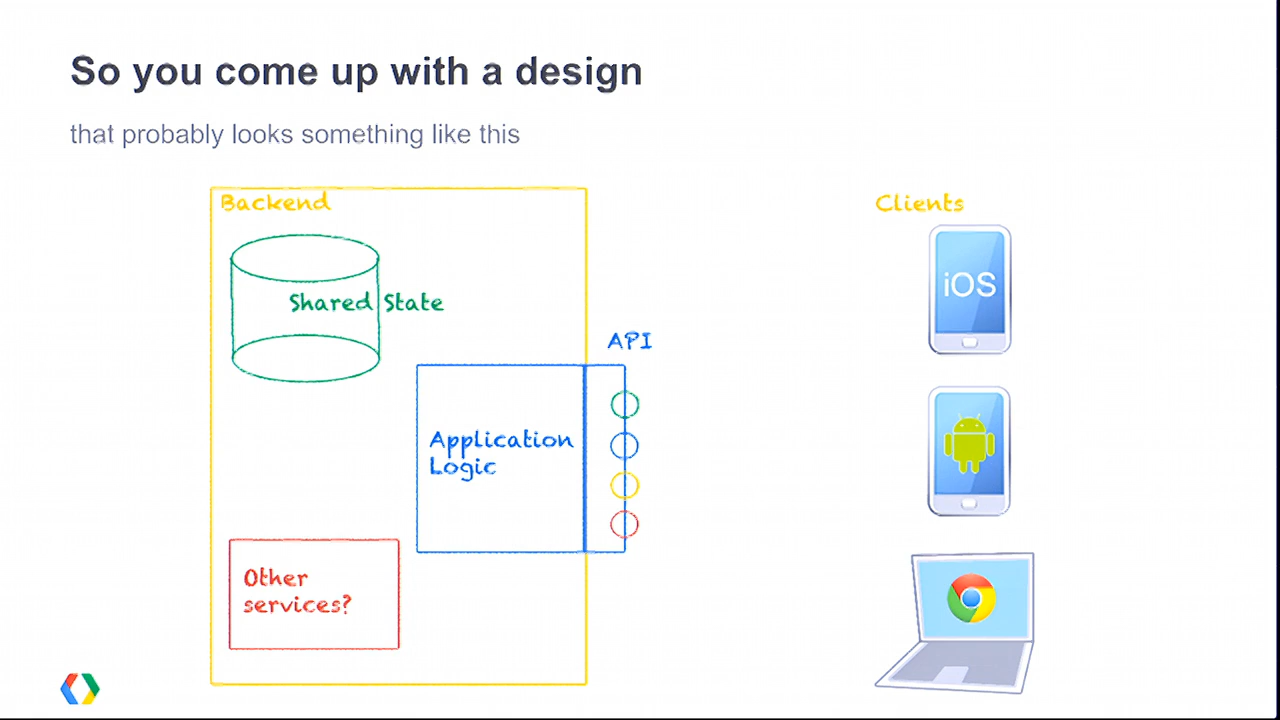 So you come up with a design
that probably looks something like this
Backend
Clients
iOS
Shared State
API
Application
Logic
Other
services?